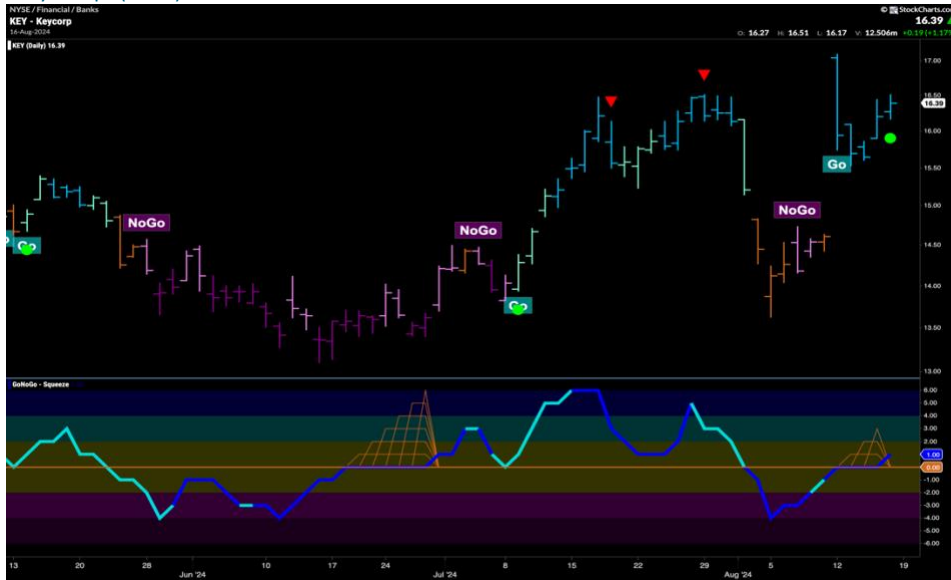 NYSE / Financial / Banks
© StockCharts.com
KEY - Keycorp
16.39
16-Aug-2024
O: 16.27 H: 16.51 L: 16.17 V: 12.506m +0.19 (+1.17%
KEY (Daily) 16.39
17.00
16.50
16.39
16.00
15.50
15.00
14.50
14.00
13.00
Go
NoGo
NoGo
Go
NoGo
Go
GoNoGo - Squeeze
6.00
5.00
4.00
3.00
2.00
1.00
0.00
-1.00
-2.00
-3.00
-4.00
-5.00
-6.00
13 20 28 10 17 24 8 15 22 29 5 12 19
Jun '24 Jul '24 Aug '24